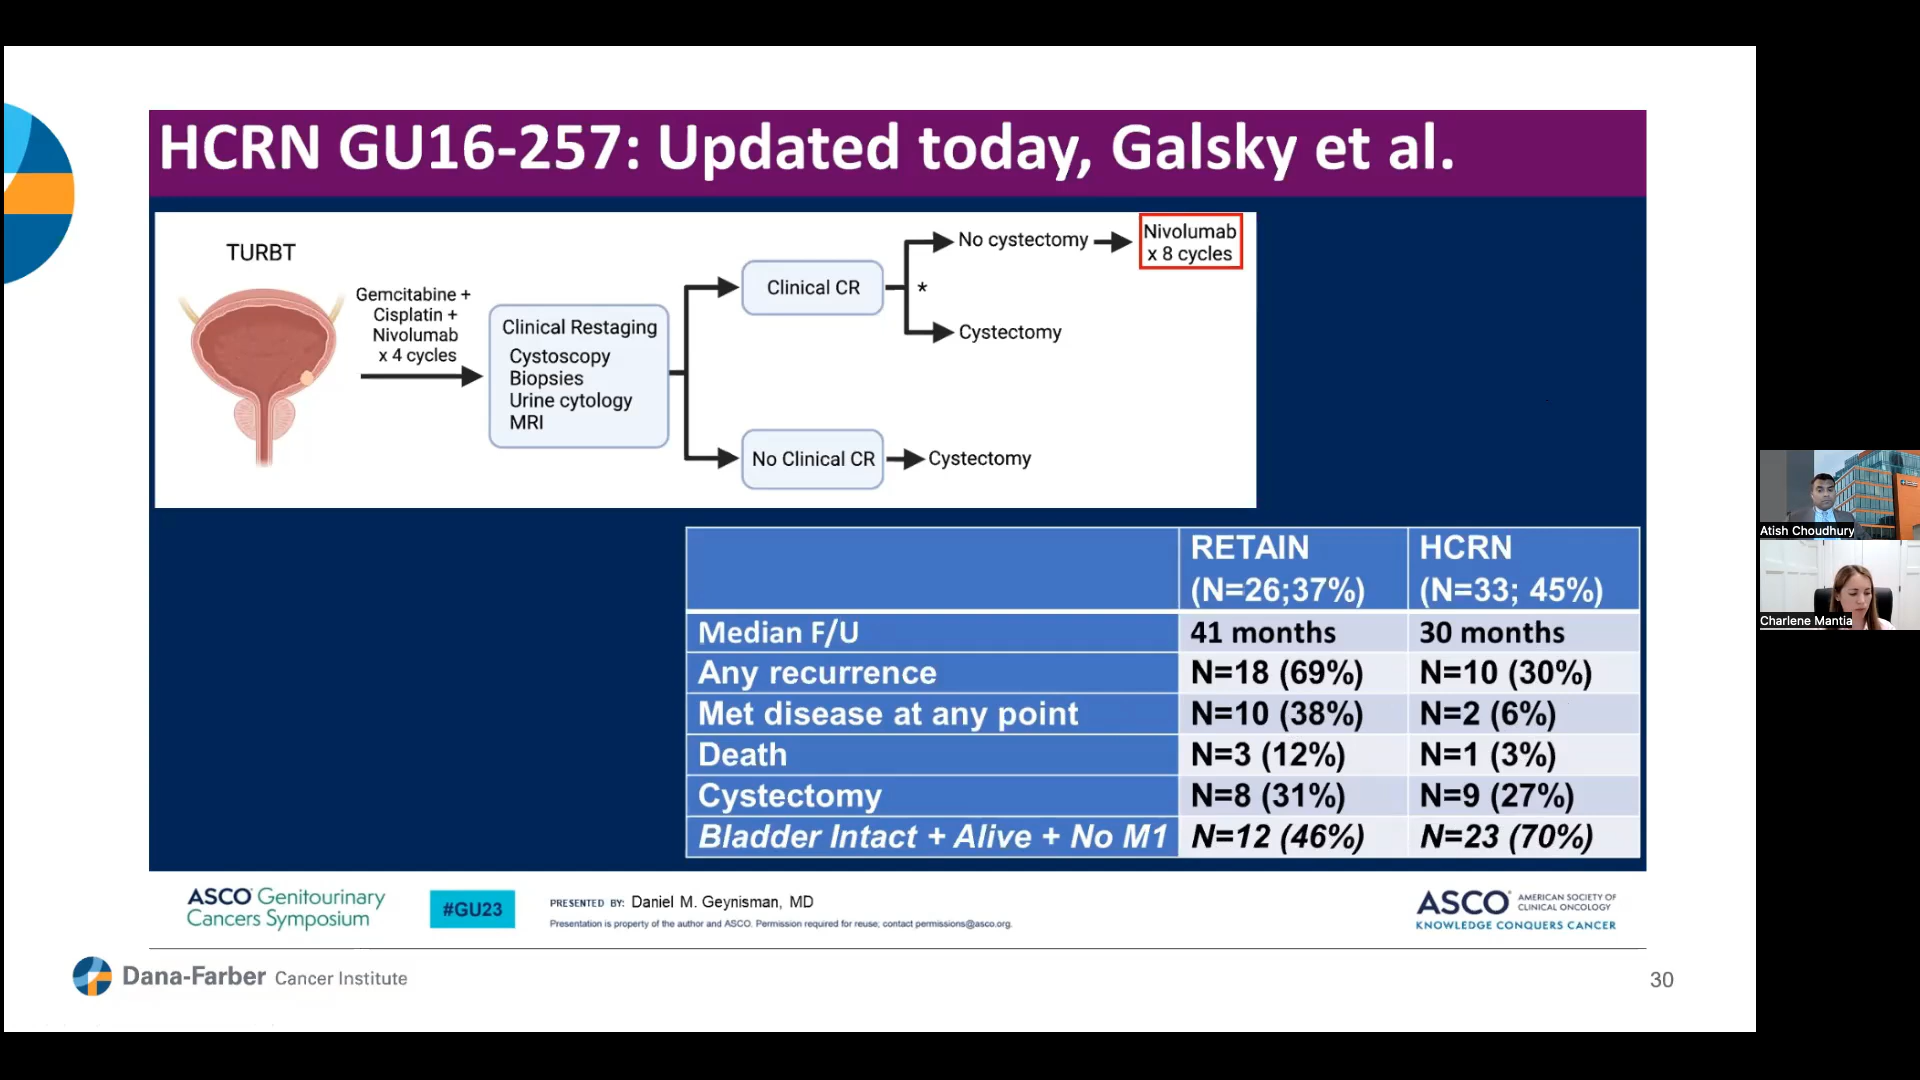 HCRN GU16-257: Updated today, Galsky et al.
TURBT
Gemcitabine +
Cisplatin +
Nivolumab
x 4 cycles
Clinical Restaging
Cystoscopy
Biopsies
Urine cytology
MRI
Clinical CR
*
No cystectomy
Nivolumab
x 8 cycles
Cystectomy
No Clinical CR
Cystectomy
RETAIN
(N=26;37%)
HCRN
(N=33; 45%)
Median F/U 41 months 30 months
Any recurrence N=18 (69%) N=10 (30%)
Met disease at any point N=10 (38%) N=2 (6%)
Death N=3 (12%) N=1 (3%)
Cystectomy N=8 (31%) N=9 (27%)
Bladder Intact + Alive + No M1 N=12 (46%) N=23 (70%)
ASCO Genitourinary
Cancers Symposium
#GU23
PRESENTED BY: Daniel M. Geynisman, MD
Presentation is property of the author and ASCO. Permission required for reuse; contact permissions@asco.org.
ASCO AMERICAN SOCIETY OF
CLINICAL ONCOLOGY
KNOWLEDGE CONQUERS CANCER
Dana-Farber Cancer Institute
30
Atish Choudhury
Charlene Mantia